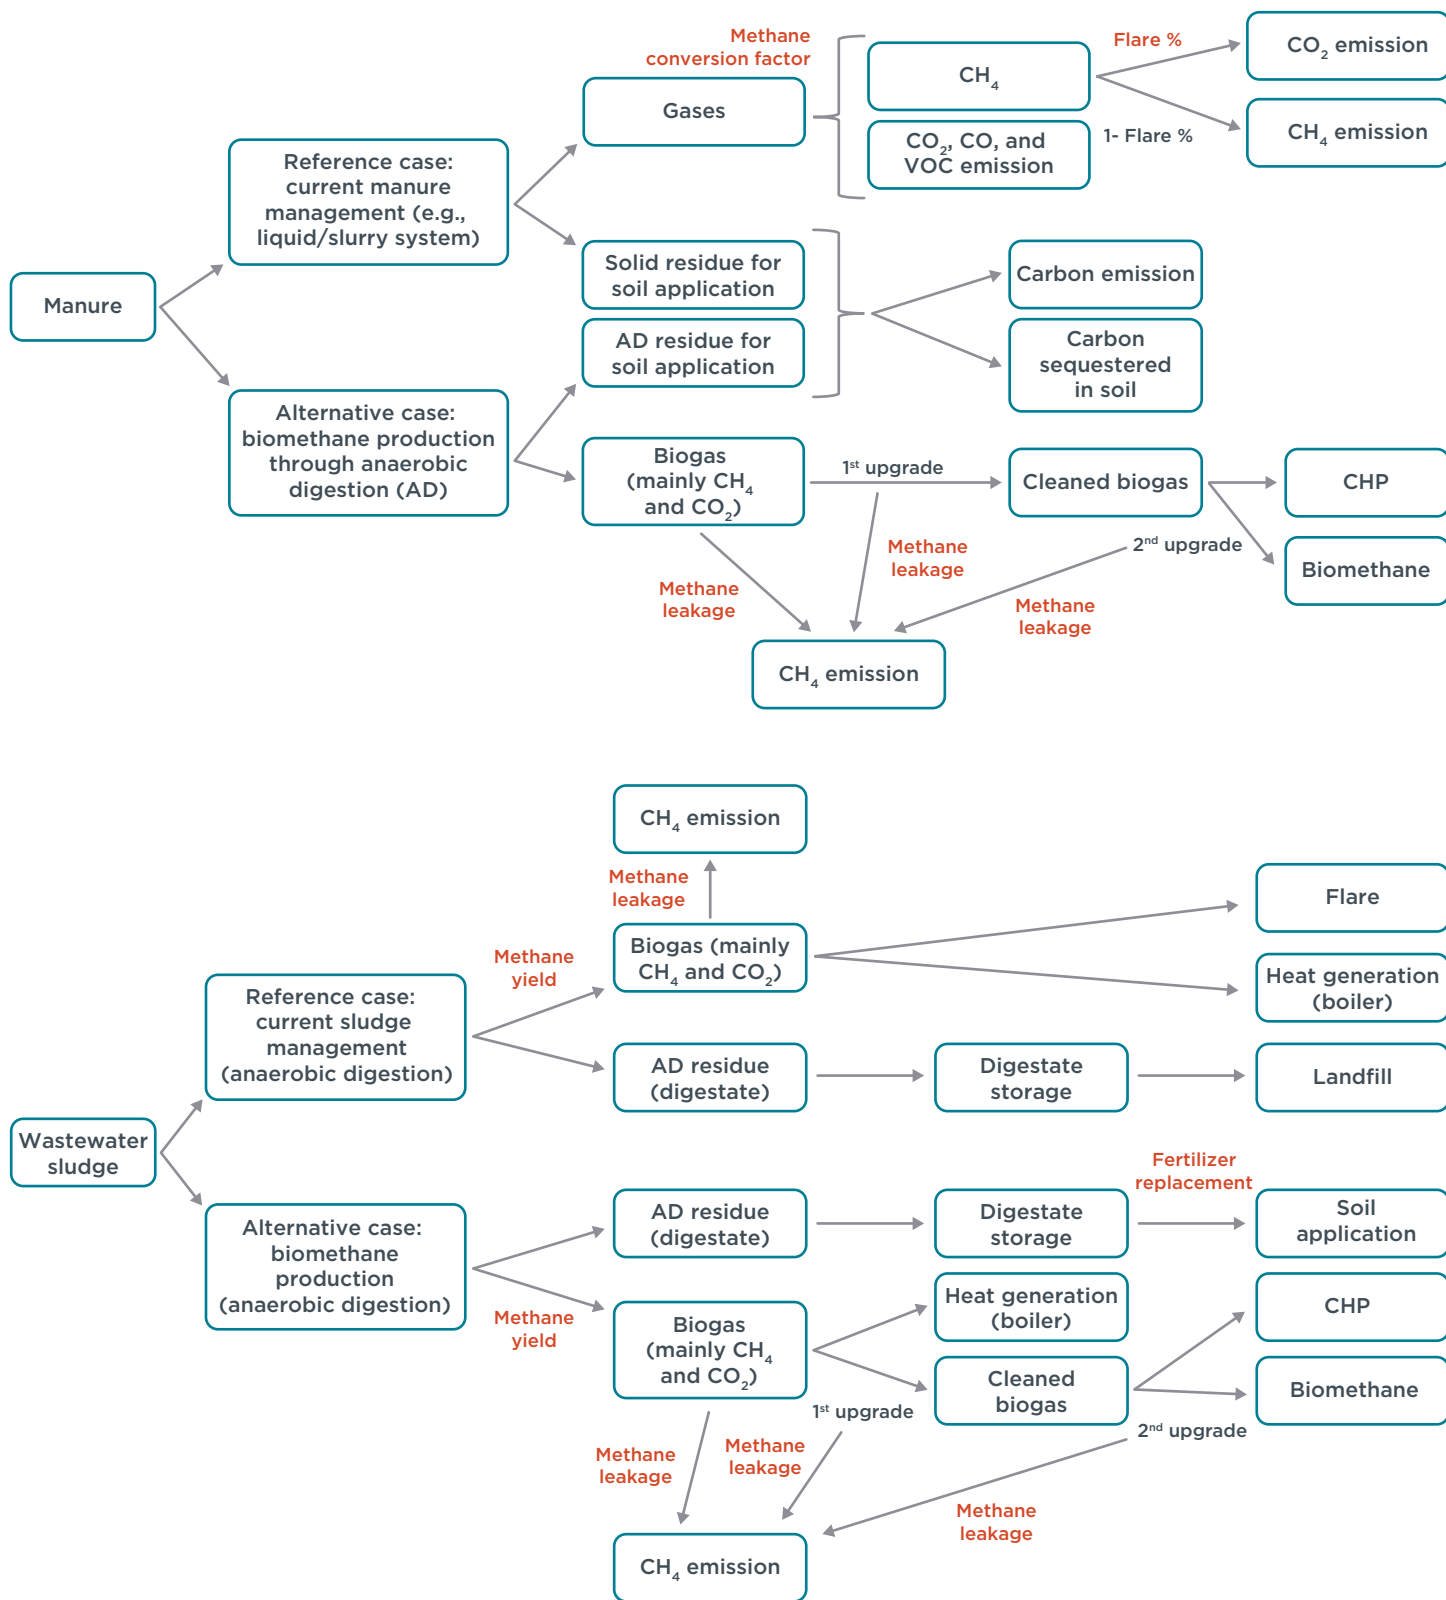 Methane
conversion factor
Flare %
CO₂ emission
Gases
CH₄
CH₄ emission
1- Flare %
CO₂, CO, and
VOC emission
Reference case:
current manure
management (e.g.,
liquid/slurry system)
Solid residue for
soil application
Carbon emission
Manure
AD residue for
soil application
Carbon
sequestered
in soil
Alternative case:
biomethane production
through anaerobic
digestion (AD)
Biogas
(mainly CH₄
and CO₂)
1st upgrade
Cleaned biogas
CHP
Methane
leakage
2nd upgrade
Biomethane
Methane
leakage
Methane
leakage
CH₄ emission
CH₄ emission
Methane
leakage
Flare
Biogas (mainly
CH₄ and CO₂)
Methane
yield
Heat generation
(boiler)
Reference case:
current sludge
management
(anaerobic digestion)
AD residue
(digestate)
Digestate
storage
Landfill
Wastewater
sludge
Fertilizer
replacement
AD residue
(digestate)
Digestate
storage
Soil
application
Alternative case:
biomethane
production
(anaerobic digestion)
Methane
yield
Biogas
(mainly CH₄
and CO₂)
Heat generation
(boiler)
CHP
Cleaned
biogas
Biomethane
1st upgrade
2nd upgrade
Methane
leakage
Methane
leakage
Methane
leakage
CH₄ emission